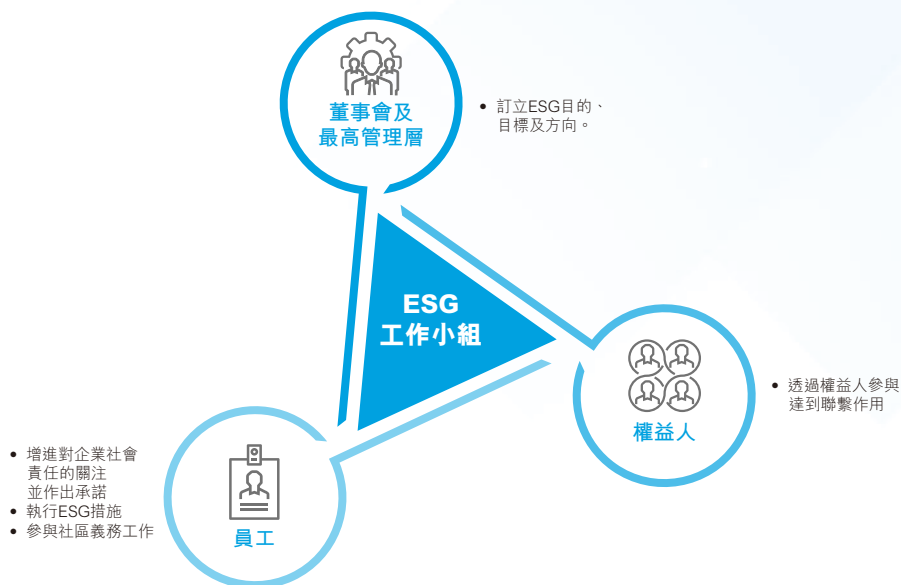 董事會及
最高管理層
• 訂立ESG目的、
目標及方向。
ESG
工作小組
權益人
• 透過權益人參與
達到聯繫作用
• 增進對企業社會
責任的關注
並作出承諾
• 執行ESG措施
• 參與社區義務工作
員工